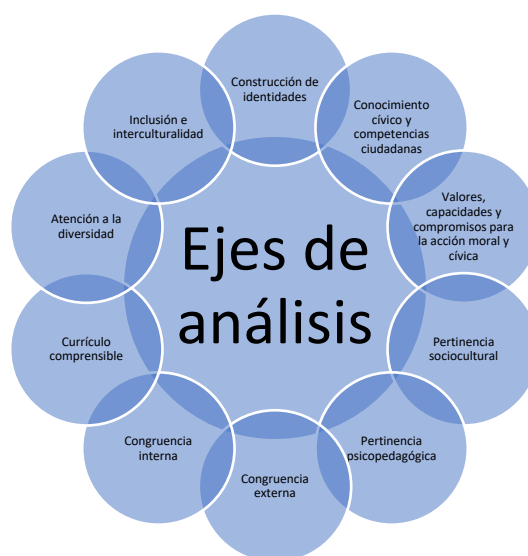 Construcción de
identidades
Conocimiento
cívico y
competencias
ciudadanas
Valores,
capacidades y
compromisos para
la acción moral y
cívica
Pertinencia
sociocultural
Pertinencia
psicopedagógica
Congruencia
externa
Congruencia
interna
Currículo
comprensible
Atención a la
diversidad
Inclusión e
interculturalidad
Ejes de
análisis